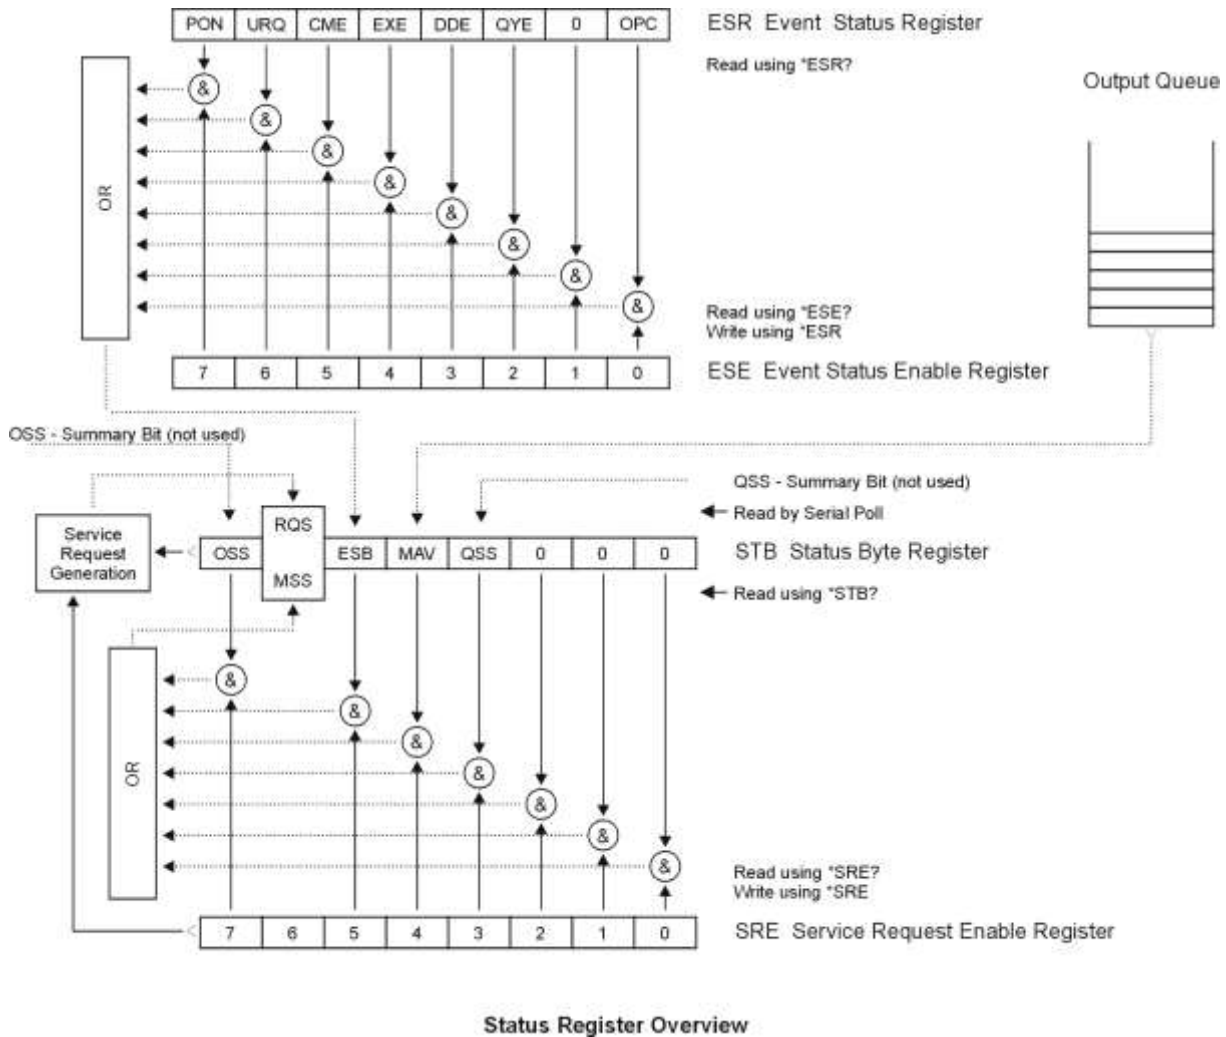 PON URQ CME EXE DDE QYE 0 OPC
ESR Event Status Register
Read using *ESR?
Output Queue
&
&
&
&
&
&
&
&
OR
Read using *ESE?
Write using *ESR
7 6 5 4 3 2 1 0
ESE Event Status Enable Register
OSS - Summary Bit (not used)
QSS - Summary Bit (not used)
Read by Serial Poll
Service
Request
Generation
RQS
OSS ESB MAV QSS 0 0 0
STB Status Byte Register
MSS
Read using *STB?
&
&
&
&
&
&
&
OR
Read using *SRE?
Write using *SRE
7 6 5 4 3 2 1 0
SRE Service Request Enable Register
Status Register Overview